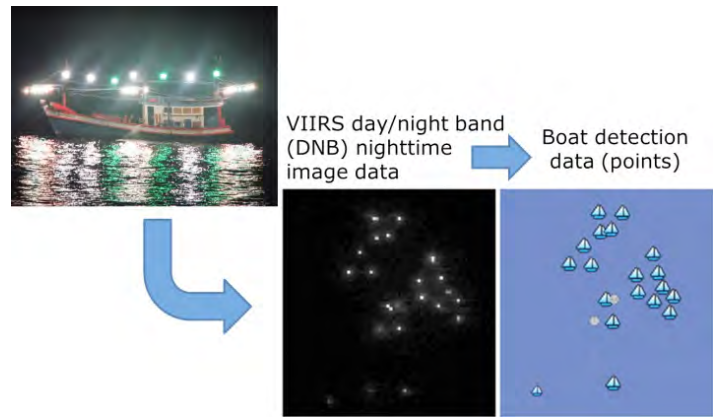 VIIRS day/night band
(DNB) nighttime
image data
Boat detection
data (points)